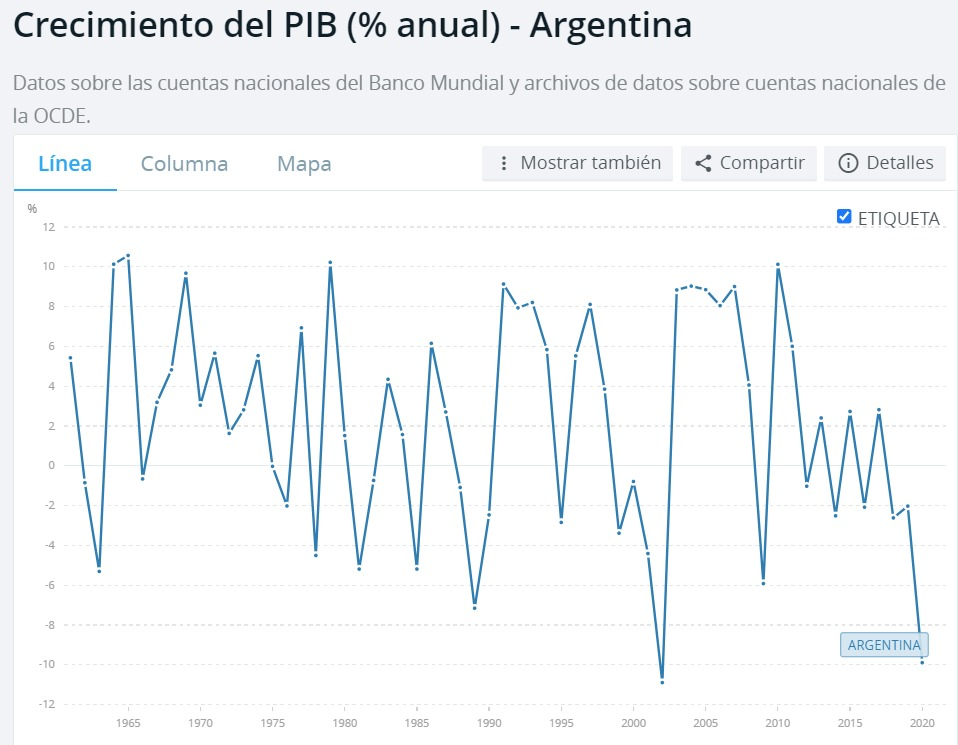 Crecimiento del PIB (% anual) - Argentina
Datos sobre las cuentas nacionales del Banco Mundial y archivos de datos sobre cuentas nacionales de
la OCDE.
Línea Columna Mapa Mostrar también Compartir Detalles
%
ETIQUETA
12
10
8
6
4
2
0
-2
-4
-6
-8
ARGENTINA
-10
-12
1965 1970 1975 1980 1985 1990 1995 2000 2005 2010 2015 2020